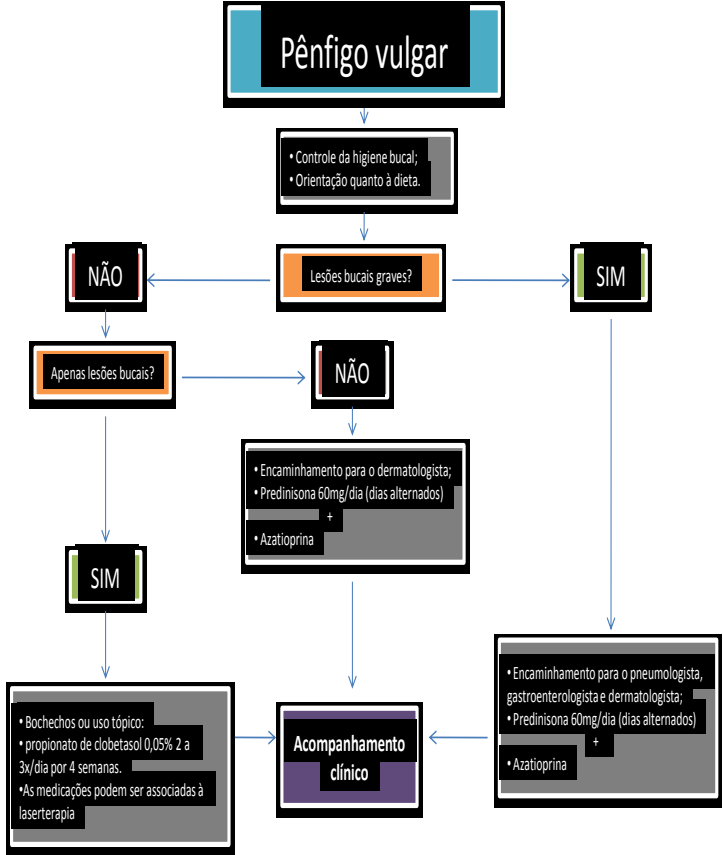 Pênfigo vulgar
• Controle da higiene bucal;
• Orientação quanto à dieta.
NÃO
Lesões bucais graves?
SIM
Apenas lesões bucais?
NÃO
• Encaminhamento para o dermatologista;
• Predinisona 60mg/dia (dias alternados)
+
• Azatioprina
SIM
• Encaminhamento para o pneumologista,
gastroenterologista e dermatologista;
• Predinisona 60mg/dia (dias alternados)
+
• Azatioprina
• Bochechos ou uso tópico:
• propionato de clobetasol 0,05% 2 a
3x/dia por 4 semanas.
•As medicações podem ser associadas à
laserterapia
Acompanhamento
clínico